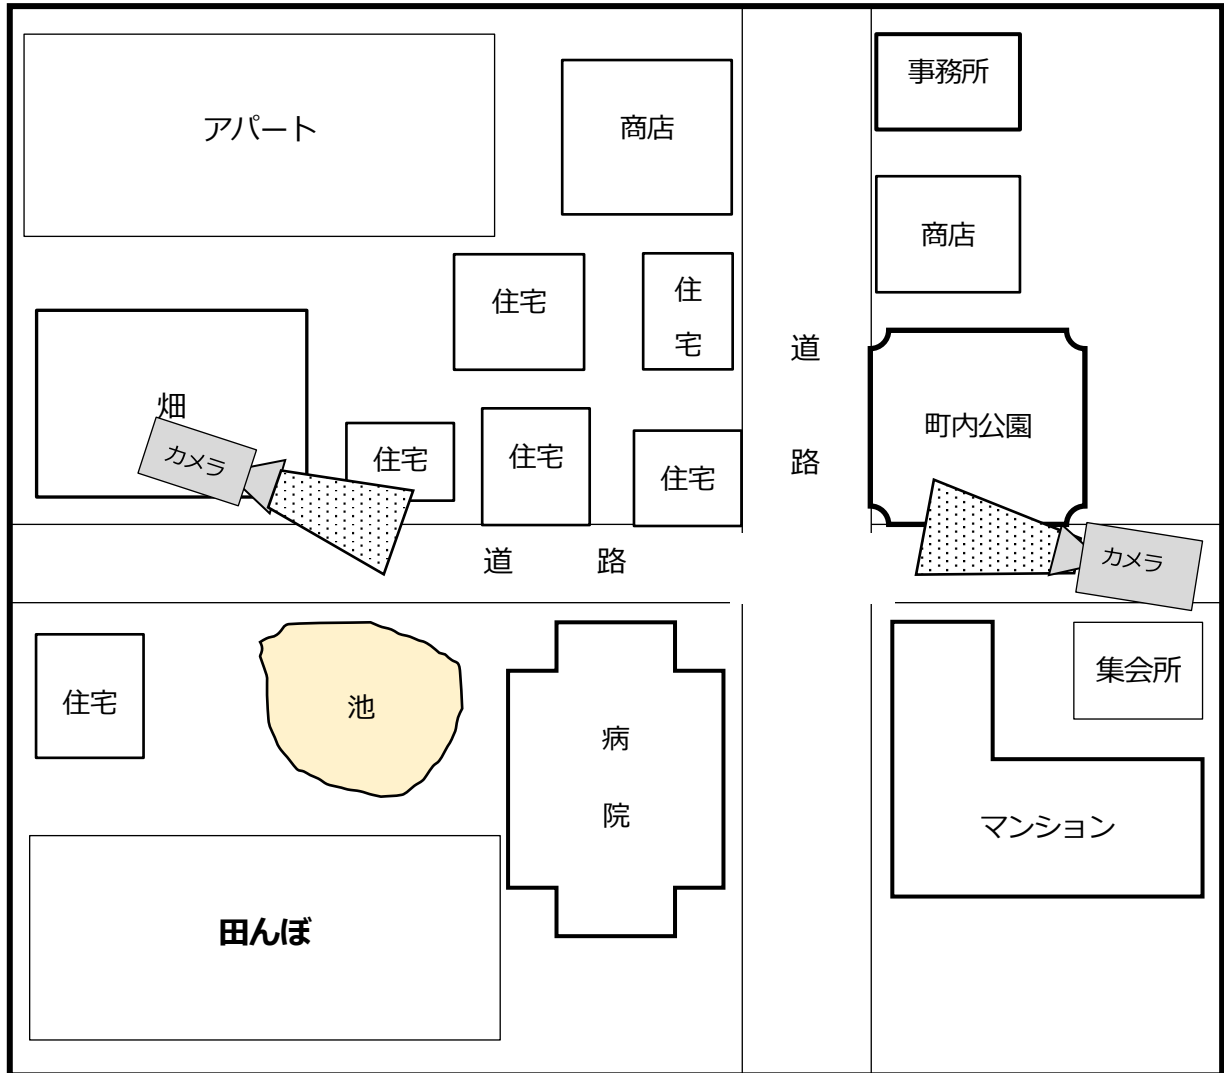 アパート
商店
事務所
商店
住宅
住
宅
道
路
畑
カメラ
住宅
住宅
住宅
町内公園
道 路
カメラ
住宅
池
病
院
集会所
マンション
田んぼ